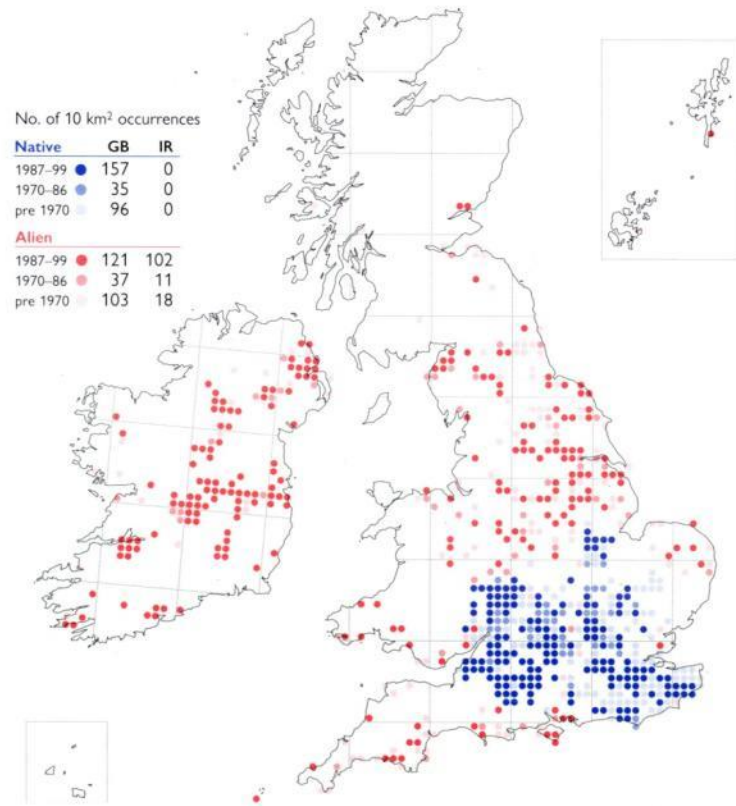 No. of 10 km² occurrences
Native GB IR
1987–99 157 0
1970–86 35 0
pre 1970 96 0
Alien
1987–99 121 102
1970–86 37 11
pre 1970 103 18